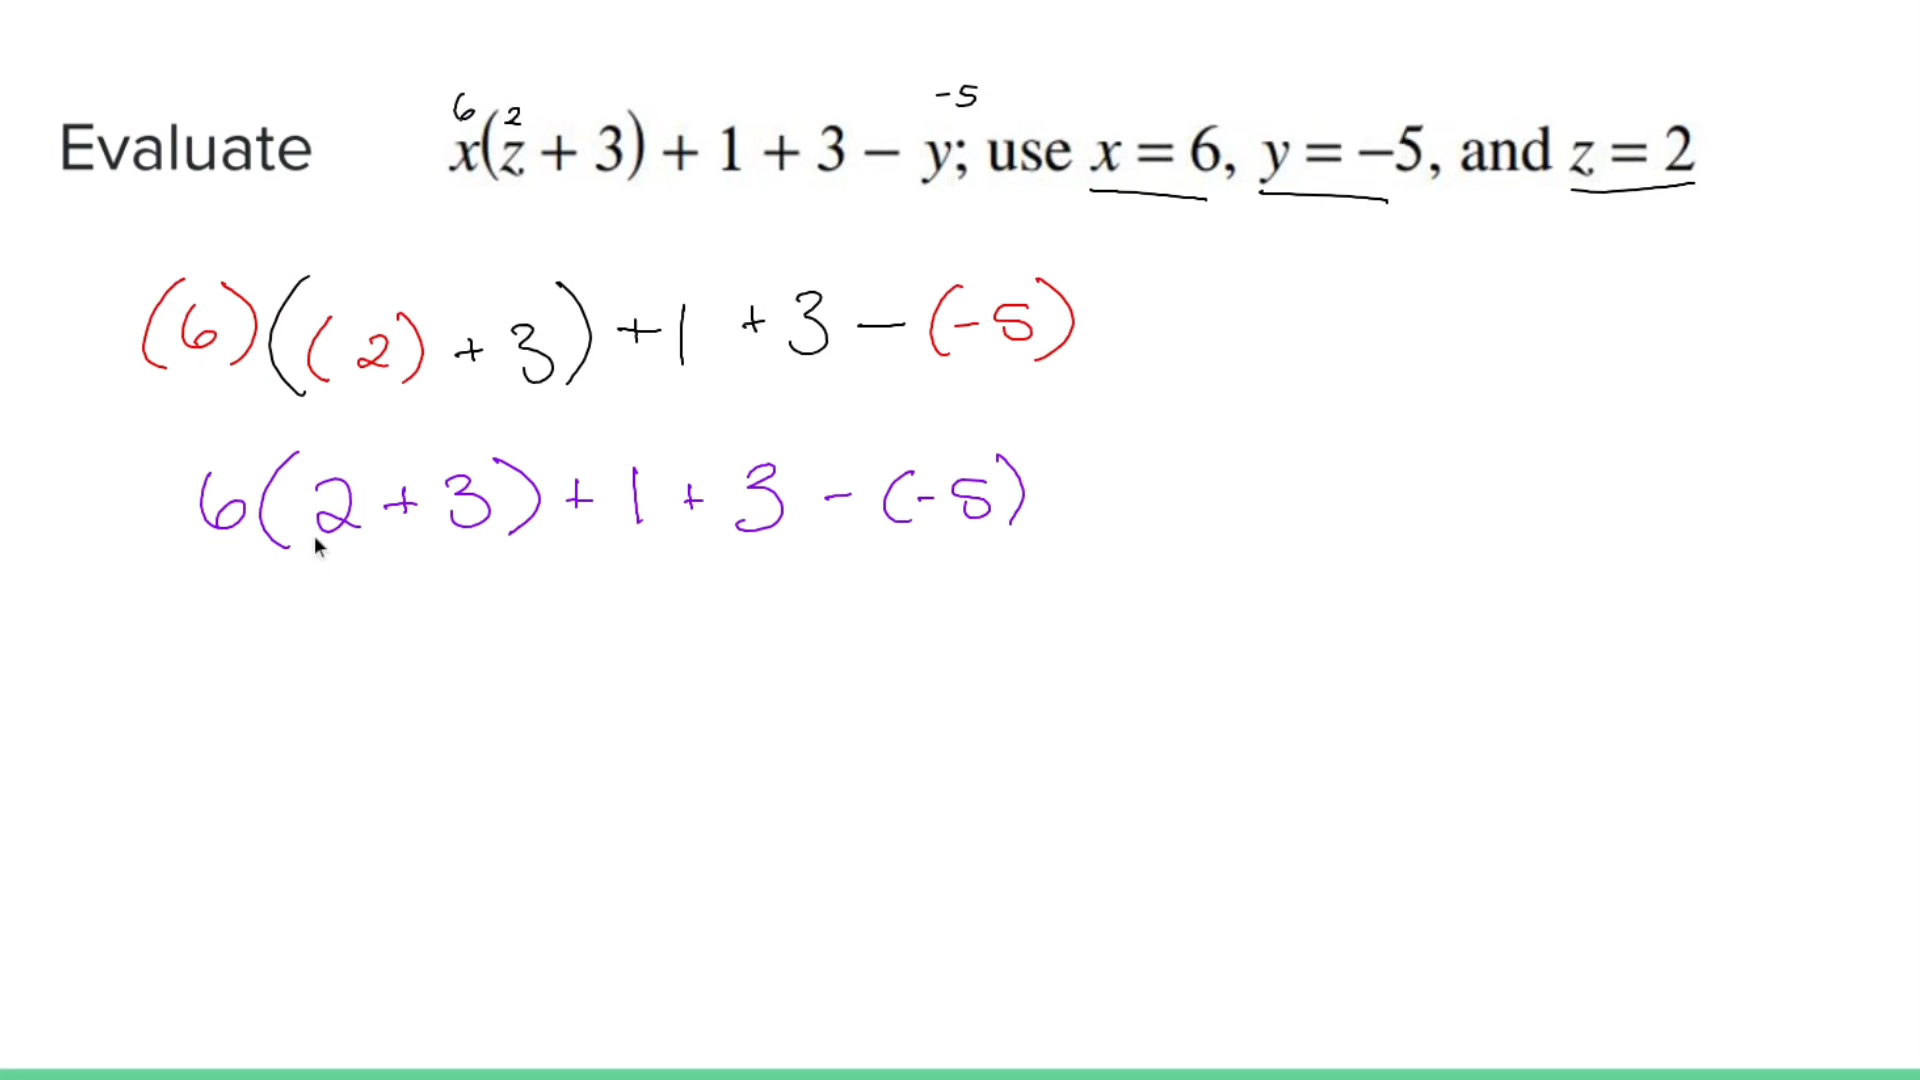 6 2 -5
Evaluate x(z + 3) + 1 + 3 − y; use x = 6, y = −5, and z = 2
(6)((2) + 3) + 1 + 3 − (-5)
6(2 + 3) + 1 + 3 - (-5)